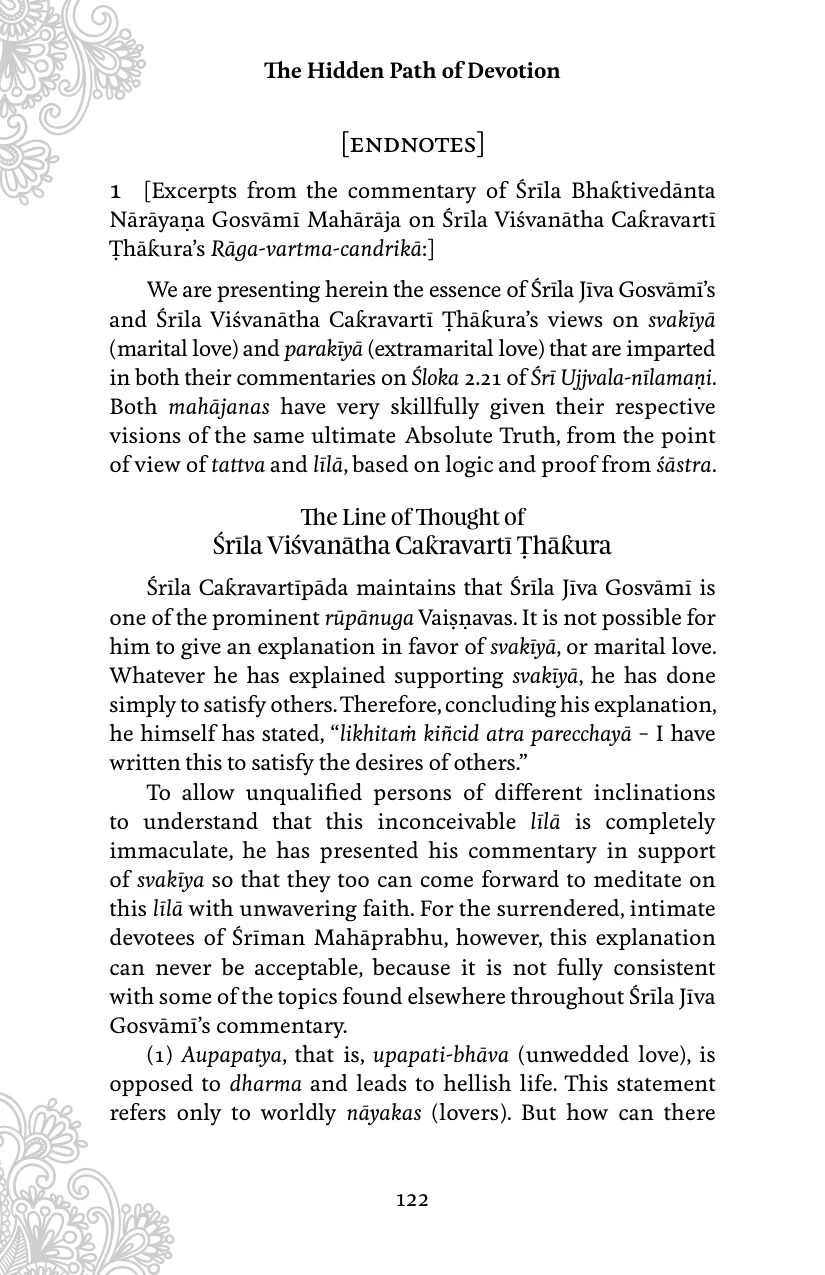 The Hidden Path of Devotion
[ENDNOTES]
1 [Excerpts from the commentary of Śrīla Bhaktivedānta
Nārāyaṇa Gosvāmī Mahārāja on Śrīla Viśvanātha Cakravartī
Ṭhākura’s Rāga-vartma-candrikā:]
We are presenting herein the essence of Śrīla Jīva Gosvāmī’s
and Śrīla Viśvanātha Cakravartī Ṭhākura’s views on svakīyā
(marital love) and parakīyā (extramarital love) that are imparted
in both their commentaries on Śloka 2.21 of Śrī Ujjvala-nīlamaṇi.
Both mahājanas have very skillfully given their respective
visions of the same ultimate Absolute Truth, from the point
of view of tattva and līlā, based on logic and proof from śāstra.
The Line of Thought of
Śrīla Viśvanātha Cakravartī Ṭhākura
Śrīla Cakravartīpāda maintains that Śrīla Jīva Gosvāmī is
one of the prominent rūpānuga Vaiṣṇavas. It is not possible for
him to give an explanation in favor of svakīyā, or marital love.
Whatever he has explained supporting svakīyā, he has done
simply to satisfy others. Therefore, concluding his explanation,
he himself has stated, “likhitaṁ kiñcid atra parecchayā – I have
written this to satisfy the desires of others.”
To allow unqualified persons of different inclinations
to understand that this inconceivable līlā is completely
immaculate, he has presented his commentary in support
of svakīya so that they too can come forward to meditate on
this līlā with unwavering faith. For the surrendered, intimate
devotees of Śrīman Mahāprabhu, however, this explanation
can never be acceptable, because it is not fully consistent
with some of the topics found elsewhere throughout Śrīla Jīva
Gosvāmī’s commentary.
(1) Aupapatya, that is, upapati-bhāva (unwedded love), is
opposed to dharma and leads to hellish life. This statement
refers only to worldly nāyakas (lovers). But how can there
122